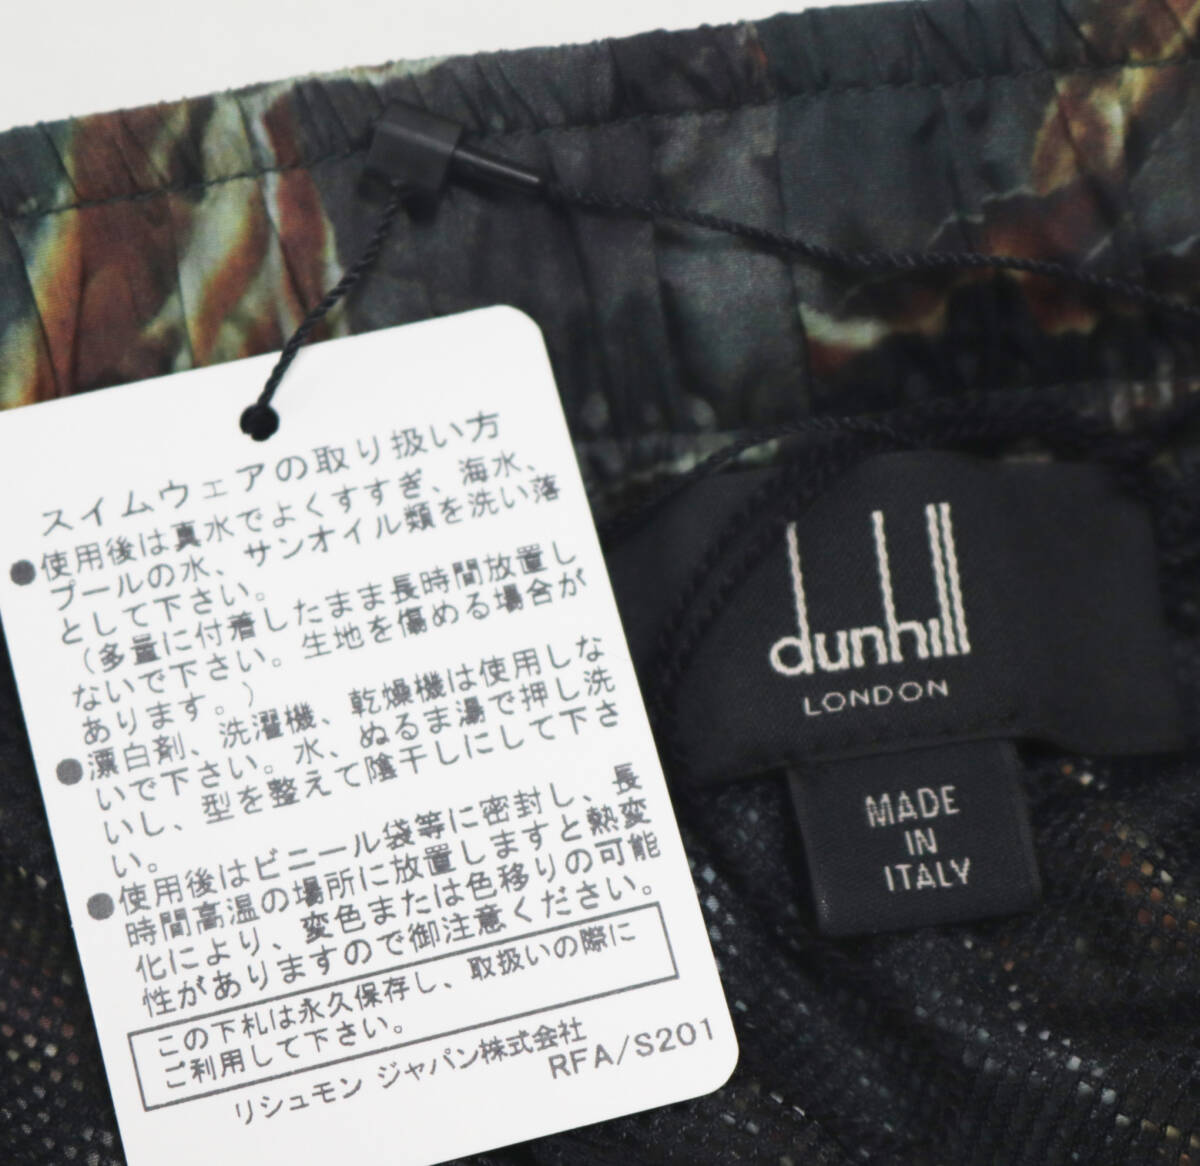 スイムウェアの取り扱い方
●使用後は真水でよくすすぎ、海水、
プールの水、サンオイル類を洗い落
として下さい。
(多量に付着したまま長時間放置し
ないで下さい。生地を傷める場合が
あります。)
●漂白剤、洗濯機、乾燥機は使用しな
いで下さい。水、ぬるま湯で押し洗
いし、型を整えて陰干しにして下さ
い。
●使用後はビニール袋等に密封し、長
時間高温の場所に放置しますと熱変
化により、変色または色移りの可能
性がありますので御注意ください。
この下札は永久保存し、取扱いの際に
ご利用して下さい。
リシュモン ジャパン株式会社
RFA/S201
dunhill
LONDON
MADE
IN
ITALY